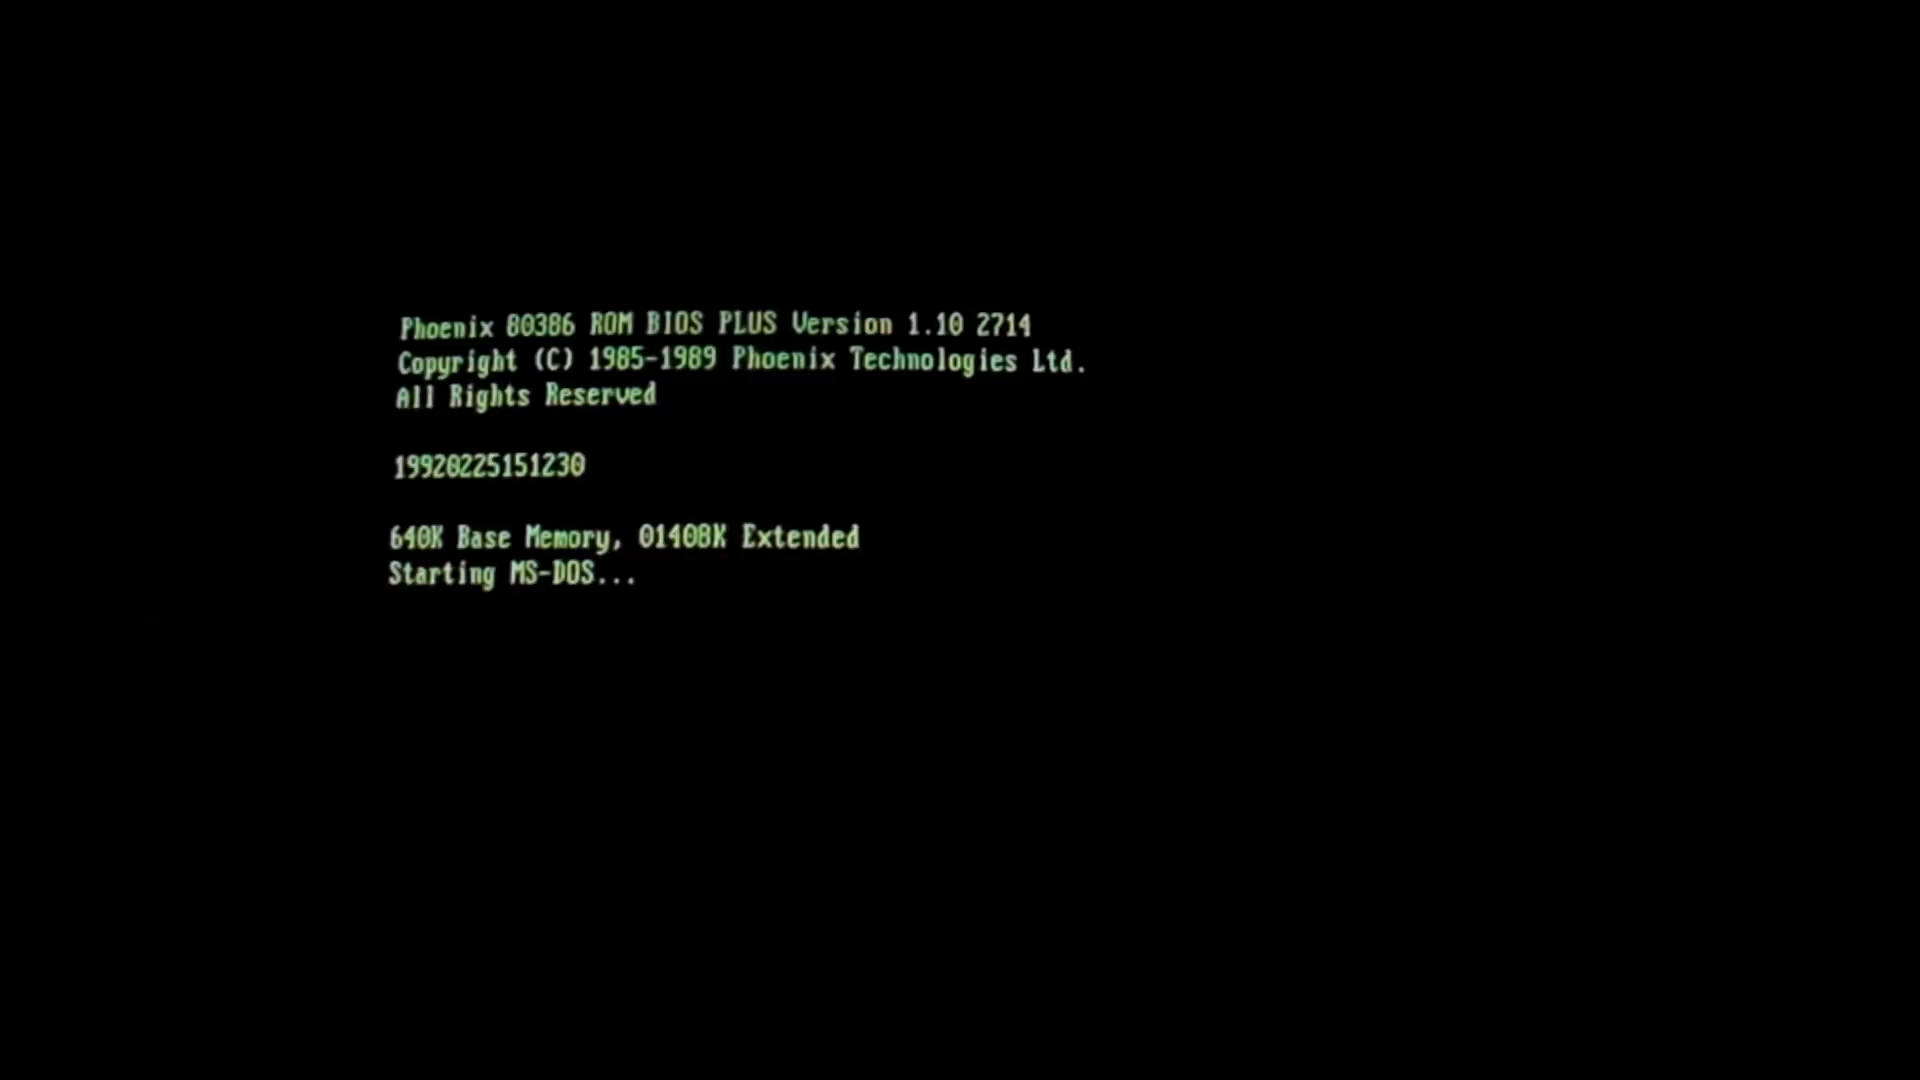 Phoenix 80386 ROM BIOS PLUS Version 1.10 2714
Copyright (C) 1985-1989 Phoenix Technologies Ltd.
All Rights Reserved
19920225151230
640K Base Memory, 01408K Extended
Starting MS-DOS...